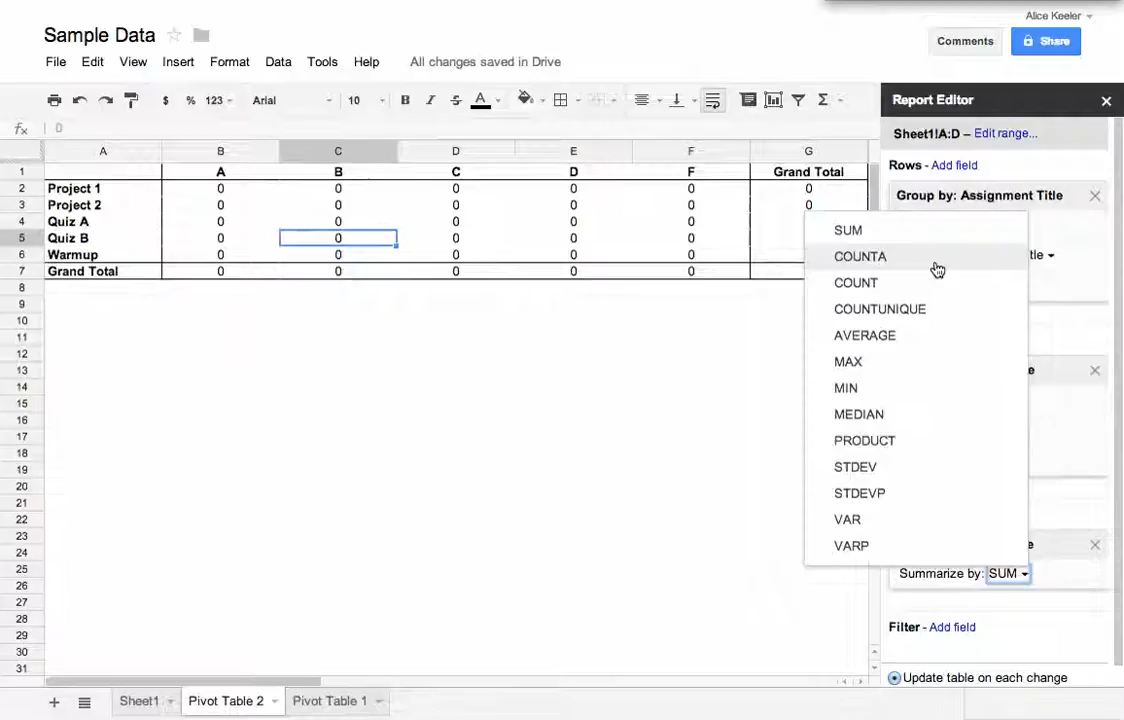 Alice Keeler
Sample Data
Comments
Share
File Edit View Insert Format Data Tools Help All changes saved in Drive
$ % 123 Arial 10 B I S A Σ
Report Editor
fx 0
Sheet1!A:D – Edit range...
A B C D E F G
Rows - Add field
1 A B C D F Grand Total
2 Project 1 0 0 0 0 0 0
Group by: Assignment Title
3 Project 2 0 0 0 0 0 0
4 Quiz A 0 0 0 0 0
5 Quiz B 0 0 0 0 0
6 Warmup 0 0 0 0 0
7 Grand Total 0 0 0 0 0
8
9
10
11
12
13
14
15
16
17
18
19
20
21
22
23
24
25
26
27
28
29
30
31
SUM
COUNTA
tle
COUNT
COUNTUNIQUE
AVERAGE
MAX
e
MIN
MEDIAN
PRODUCT
STDEV
STDEVP
VAR
VARP
e
Summarize by: SUM
Filter - Add field
Update table on each change
+ Sheet1 Pivot Table 2 Pivot Table 1